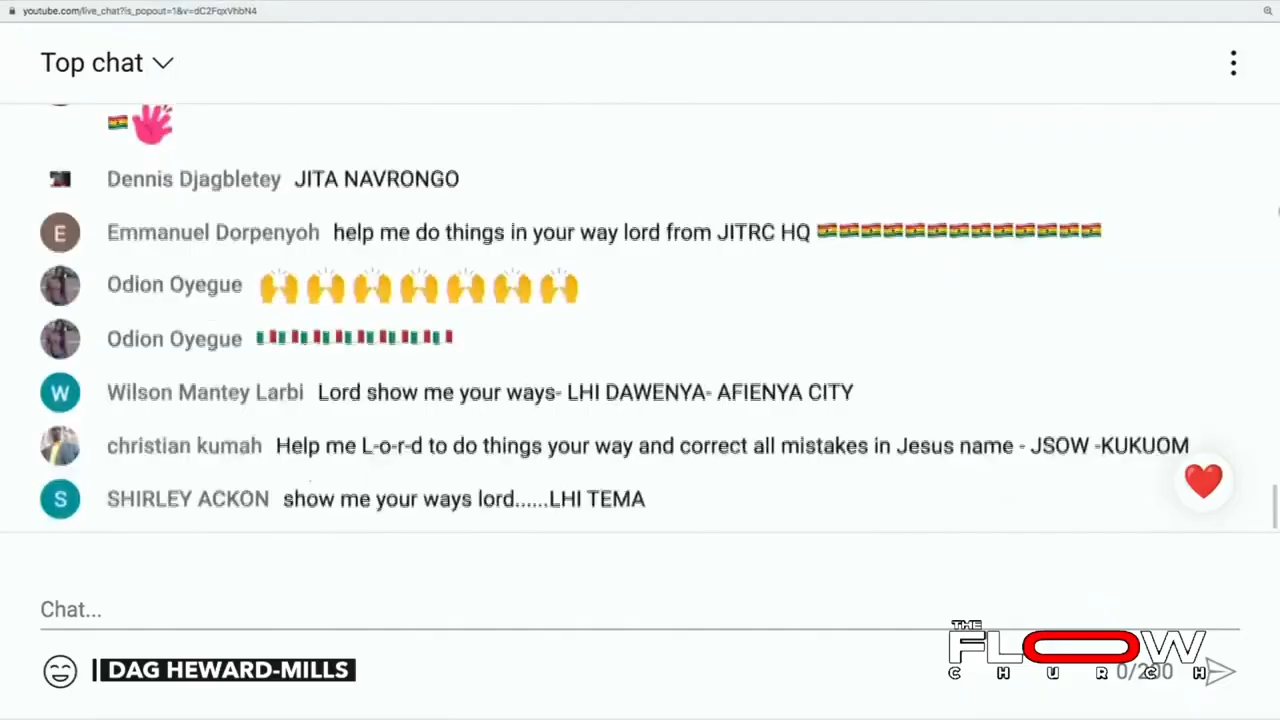 youtube.com/live_chat?is_popout=1&v=dC2FqxVhbN4
Top chat
Dennis Djagbletey JITA NAVRONGO
Emmanuel Dorpenyoh help me do things in your way lord from JITRC HQ
Odion Oyegue
Odion Oyegue
Wilson Mantey Larbi Lord show me your ways- LHI DAWENYA- AFIENYA CITY
christian kumah Help me L-o-r-d to do things your way and correct all mistakes in Jesus name - JSOW -KUKUOM
SHIRLEY ACKON show me your ways lord......LHI TEMA
Chat...
DAG HEWARD-MILLS
THE
FLOW
CHURCH
0/200